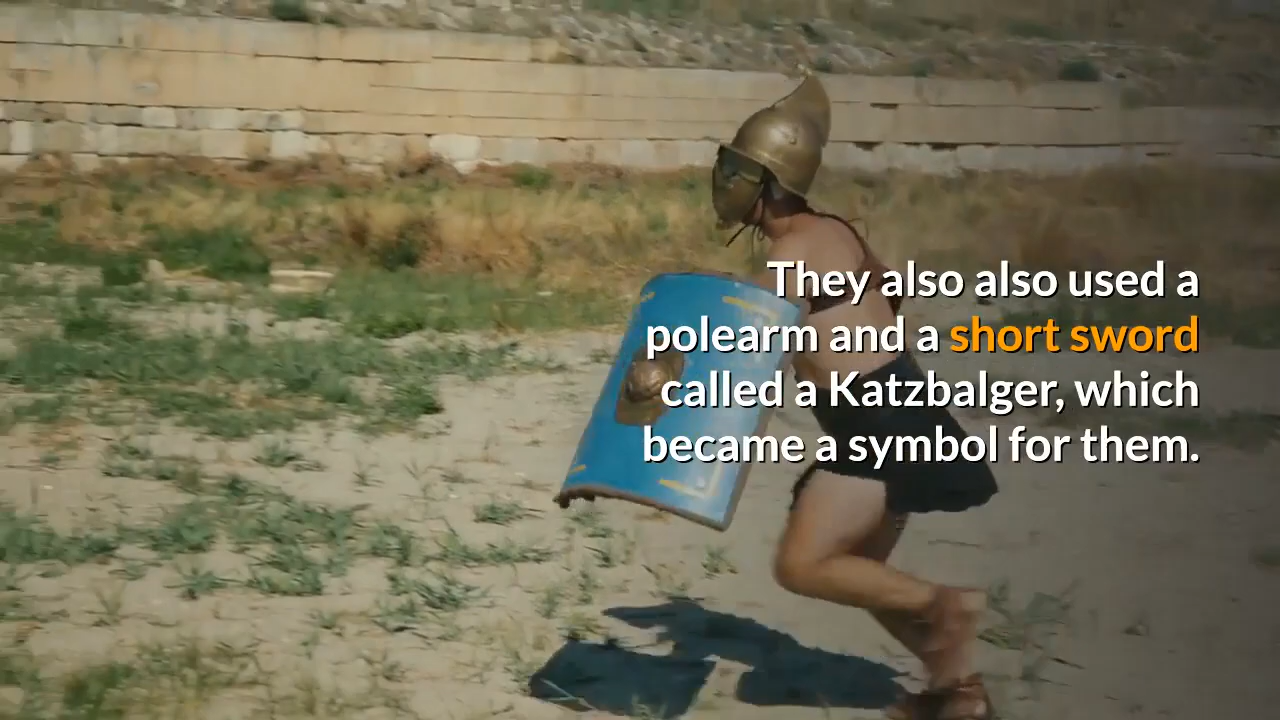 They also also used a
polearm and a short sword
called a Katzbalger, which
became a symbol for them.